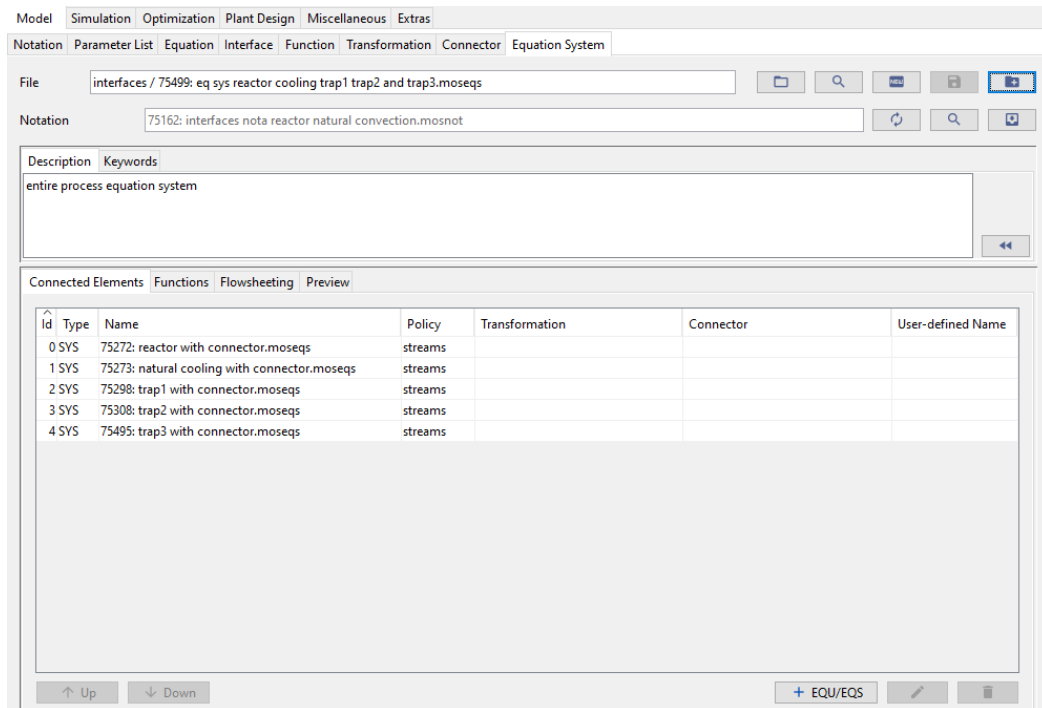 Model Simulation Optimization Plant Design Miscellaneous Extras
Notation Parameter List Equation Interface Function Transformation Connector Equation System
File interfaces / 75499: eq sys reactor cooling trap1 trap2 and trap3.moseqs NEW
Notation 75162: interfaces nota reactor natural convection.mosnot
Description Keywords
entire process equation system
Connected Elements Functions Flowsheeting Preview
Id Type Name Policy Transformation Connector User-defined Name
0 SYS 75272: reactor with connector.moseqs streams
1 SYS 75273: natural cooling with connector.moseqs streams
2 SYS 75298: trap1 with connector.moseqs streams
3 SYS 75308: trap2 with connector.moseqs streams
4 SYS 75495: trap3 with connector.moseqs streams
Up Down + EQU/EQS